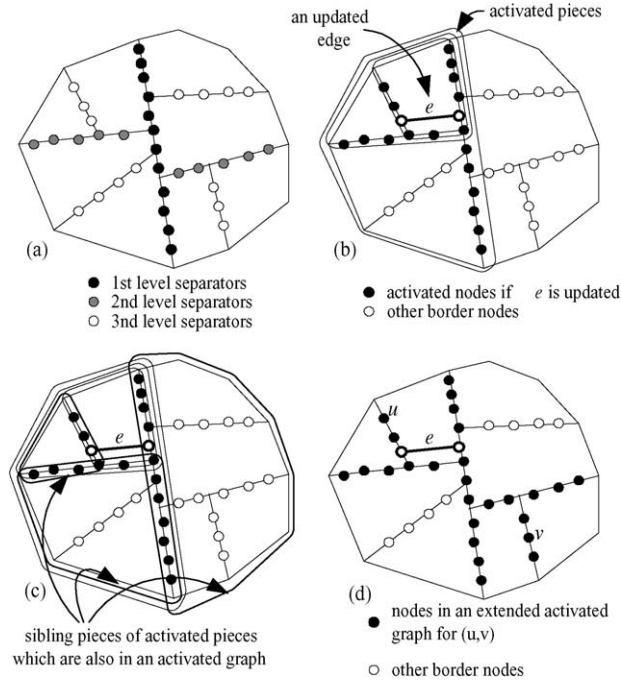 (a)
1st level separators
2nd level separators
3nd level separators
an updated
edge
activated pieces
e
(b)
activated nodes if e is updated
other border nodes
e
(c)
sibling pieces of activated pieces
which are also in an activated graph
u
e
v
(d)
nodes in an extended activated
graph for (u,v)
other border nodes